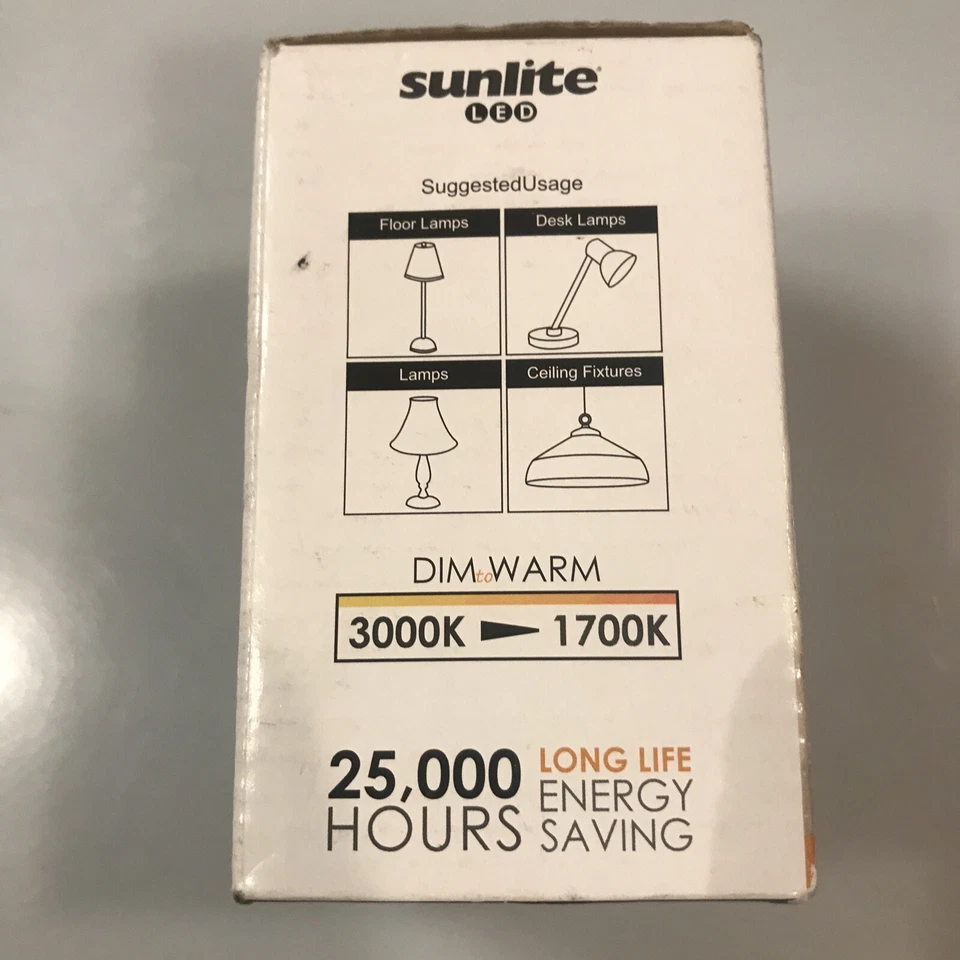 sunlite
LED
SuggestedUsage
Floor Lamps
Desk Lamps
Lamps
Ceiling Fixtures
DIM to WARM
3000K 1700K
25,000
HOURS
LONG LIFE
ENERGY
SAVING